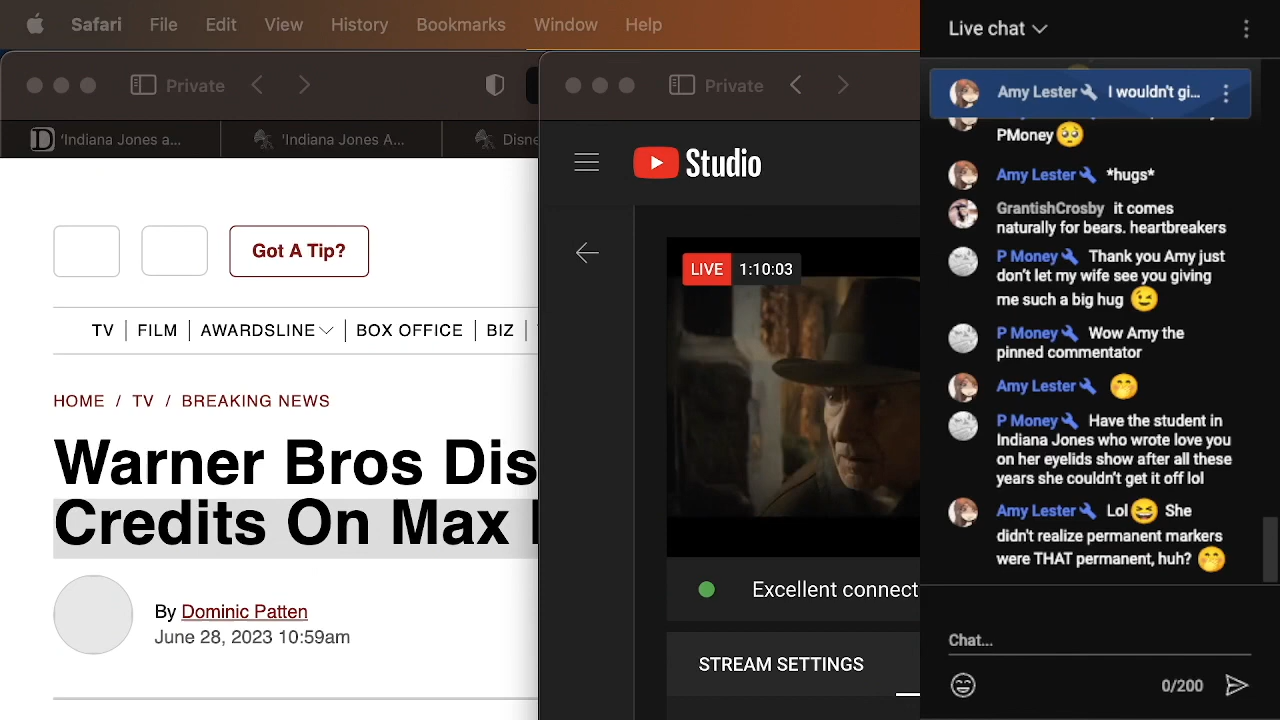 Safari File Edit View History Bookmarks Window Help
Private
Private
'Indiana Jones a...
'Indiana Jones A...
Disne
Got A Tip?
TV FILM AWARDSLINE BOX OFFICE BIZ
HOME / TV / BREAKING NEWS
Warner Bros Dis
Credits On Max
By Dominic Patten
June 28, 2023 10:59am
Studio
LIVE 1:10:03
Excellent connect
STREAM SETTINGS
Live chat
Amy Lester I wouldn't gi...
PMoney 🥺
Amy Lester *hugs*
GrantishCrosby it comes
naturally for bears. heartbreakers
P Money Thank you Amy just
don't let my wife see you giving
me such a big hug 😉
P Money Wow Amy the
pinned commentator
Amy Lester 🤭
P Money Have the student in
Indiana Jones who wrote love you
on her eyelids show after all these
years she couldn't get it off lol
Amy Lester Lol 😆 She
didn't realize permanent markers
were THAT permanent, huh? 🤭
Chat...
0/200